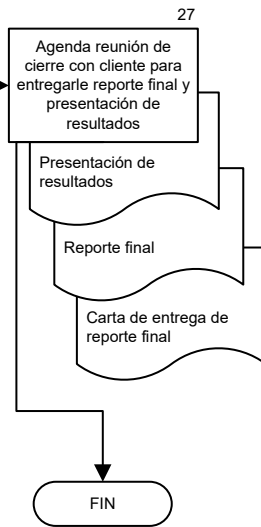 27
Agenda reunión de
cierre con cliente para
entregarle reporte final y
presentación de
resultados
Presentación de
resultados
Reporte final
Carta de entrega de
reporte final
FIN